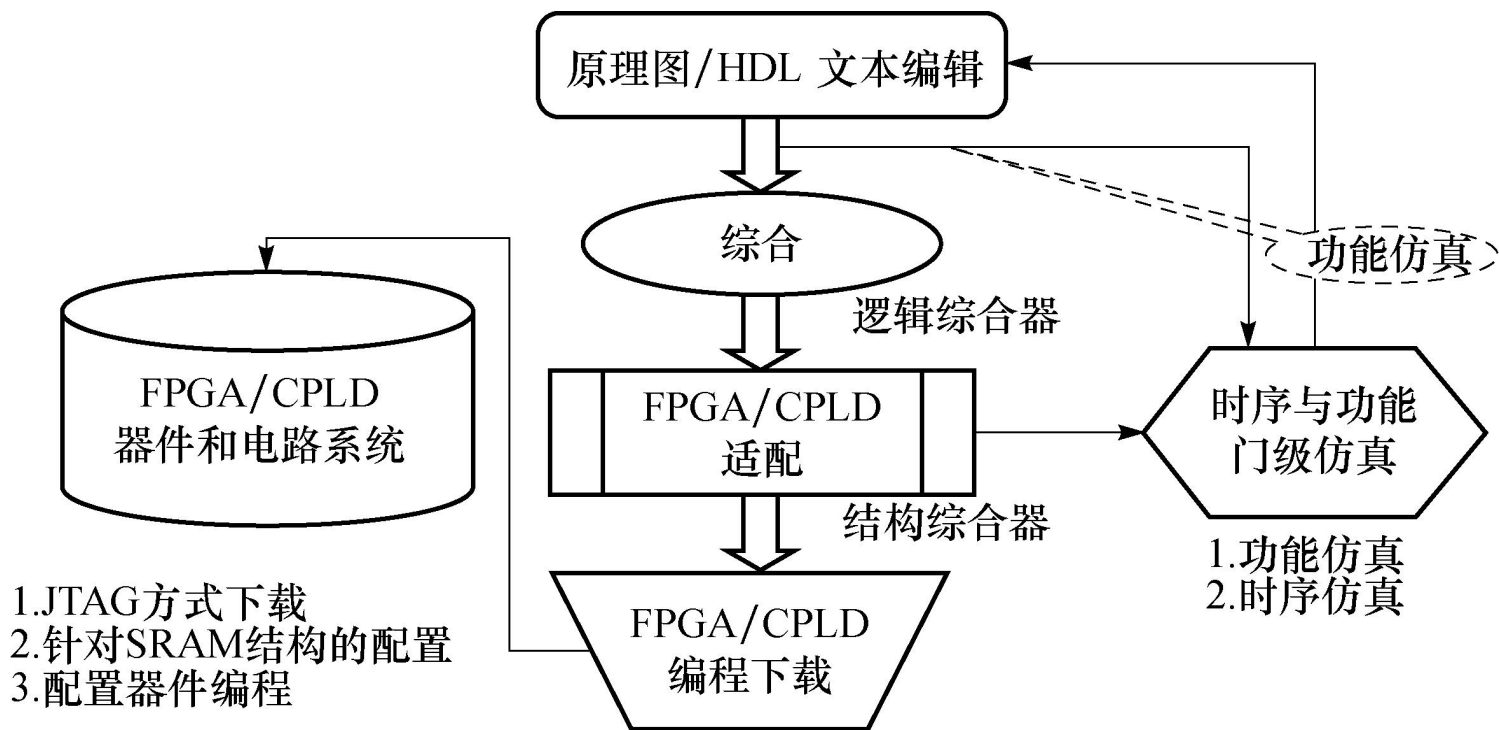 原理图/HDL 文本编辑
综合
功能仿真
逻辑综合器
FPGA/CPLD
器件和电路系统
FPGA/CPLD
适配
时序与功能
门级仿真
结构综合器
1.功能仿真
2.时序仿真
1.JTAG方式下载
2.针对SRAM结构的配置
3.配置器件编程
FPGA/CPLD
编程下载